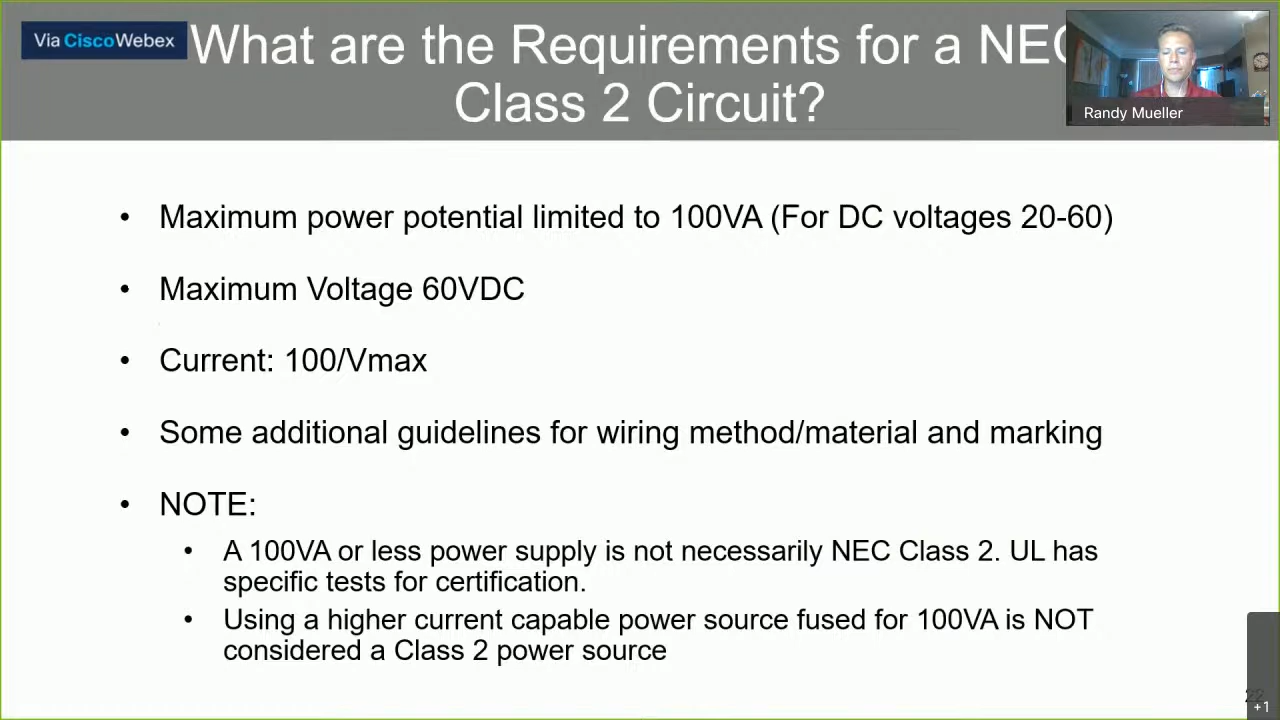 Via CiscoWebex
What are the Requirements for a NEC
Class 2 Circuit?
Randy Mueller
• Maximum power potential limited to 100VA (For DC voltages 20-60)
• Maximum Voltage 60VDC
• Current: 100/Vmax
• Some additional guidelines for wiring method/material and marking
• NOTE:
• A 100VA or less power supply is not necessarily NEC Class 2. UL has
specific tests for certification.
• Using a higher current capable power source fused for 100VA is NOT
considered a Class 2 power source
22
+1